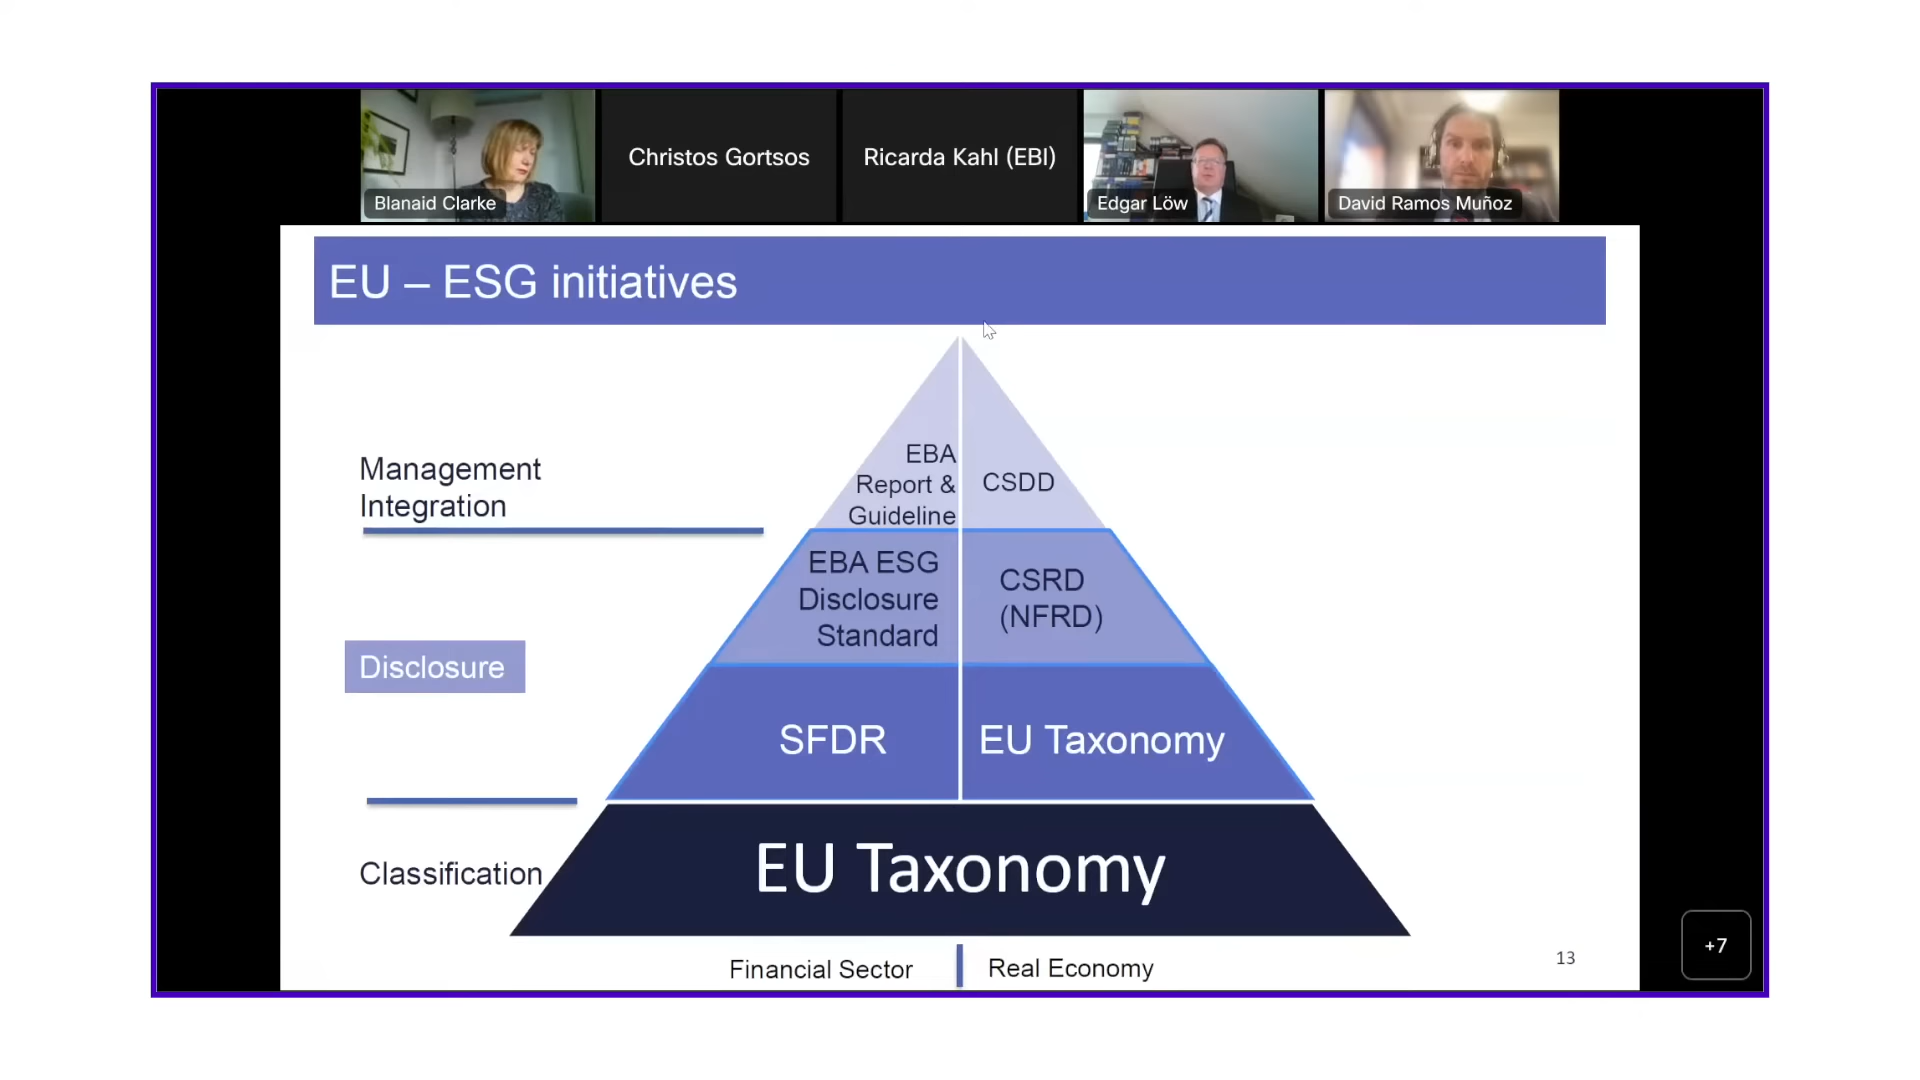 Blanaid Clarke
Christos Gortsos
Ricarda Kahl (EBI)
Edgar Löw
David Ramos Muñoz
EU – ESG initiatives
Management
Integration
EBA
Report &
Guideline
CSDD
EBA ESG
Disclosure
Standard
CSRD
(NFRD)
Disclosure
SFDR
EU Taxonomy
Classification
EU Taxonomy
Financial Sector
Real Economy
13
+7